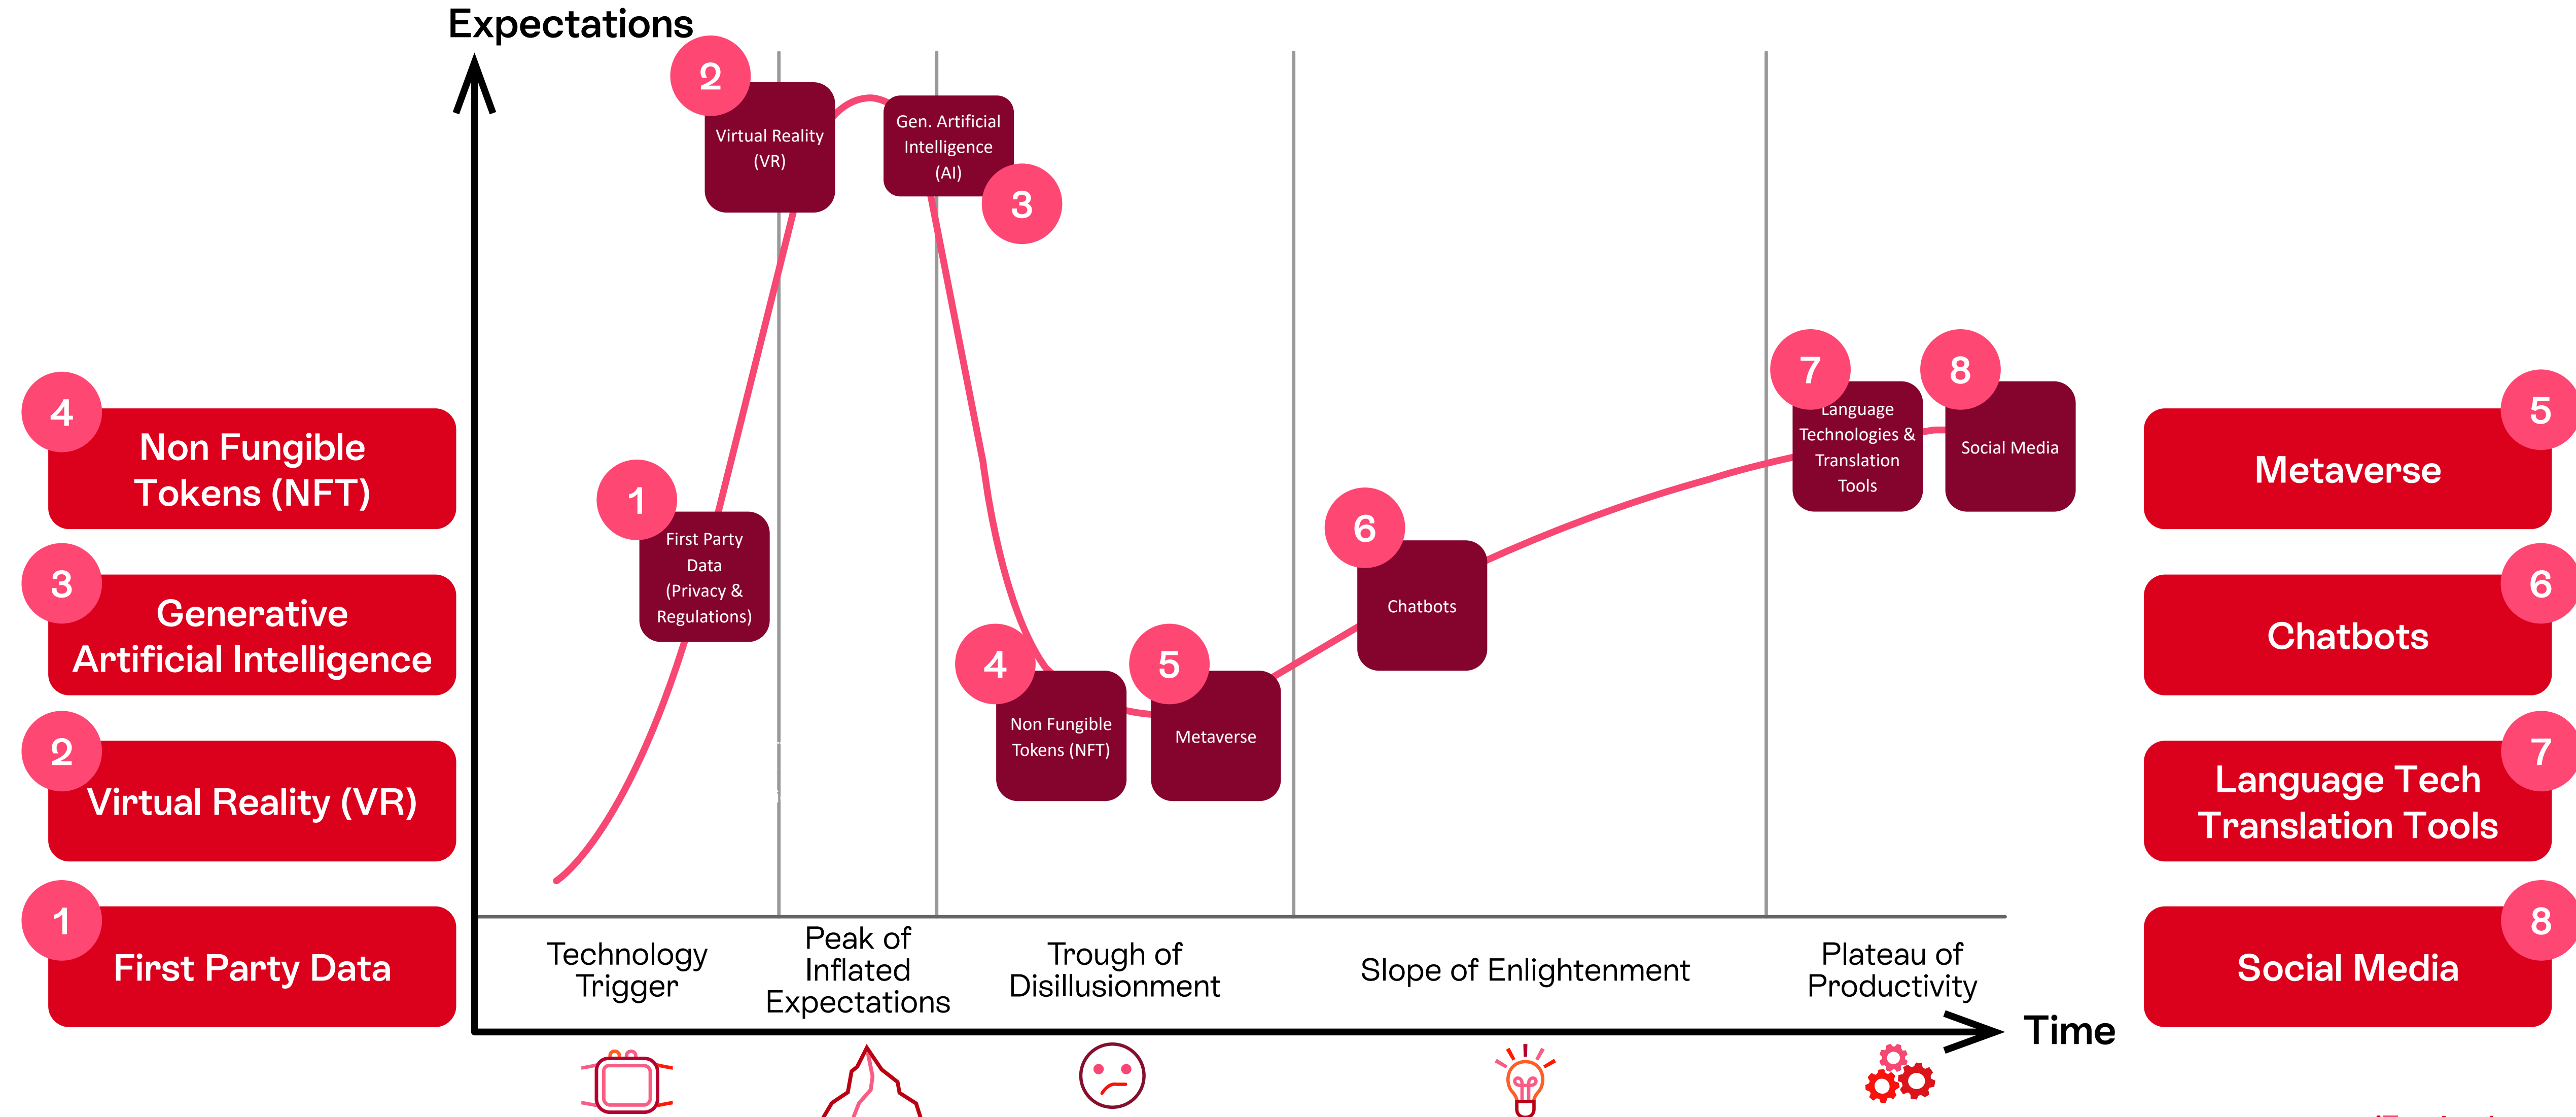 Expectations
2
Virtual Reality
(VR)
Gen. Artificial
Intelligence
(AI)
3
1
First Party
Data
(Privacy &
Regulations)
4
Non Fungible
Tokens (NFT)
5
Metaverse
6
Chatbots
7
Language
Technologies &
Translation
Tools
8
Social Media
4
Non Fungible
Tokens (NFT)
3
Generative
Artificial Intelligence
2
Virtual Reality (VR)
1
First Party Data
5
Metaverse
6
Chatbots
7
Language Tech
Translation Tools
8
Social Media
Technology
Trigger
Peak of
Inflated
Expectations
Trough of
Disillusionment
Slope of Enlightenment
Plateau of
Productivity
Time